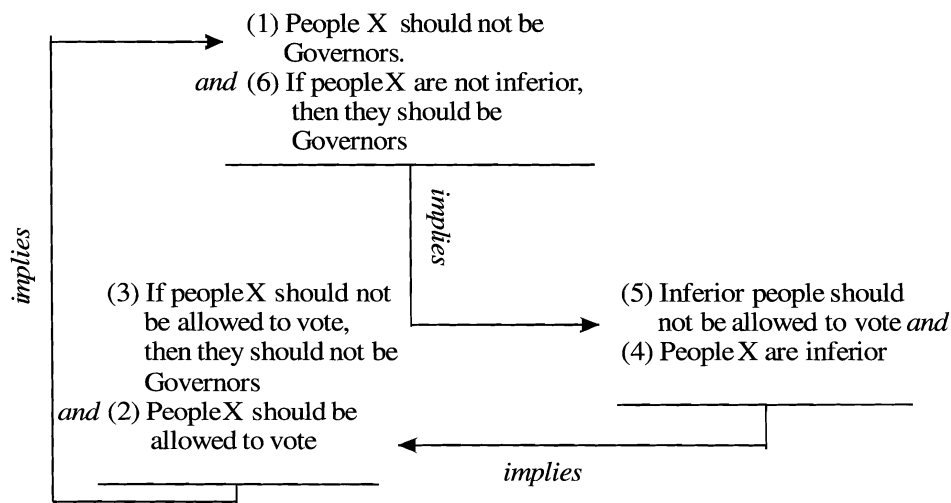 (1) People X should not be
Governors.
and (6) If people X are not inferior,
then they should be
Governors
implies
implies
(3) If people X should not
be allowed to vote,
then they should not be
Governors
and (2) People X should be
allowed to vote
(5) Inferior people should
not be allowed to vote and
(4) People X are inferior
implies